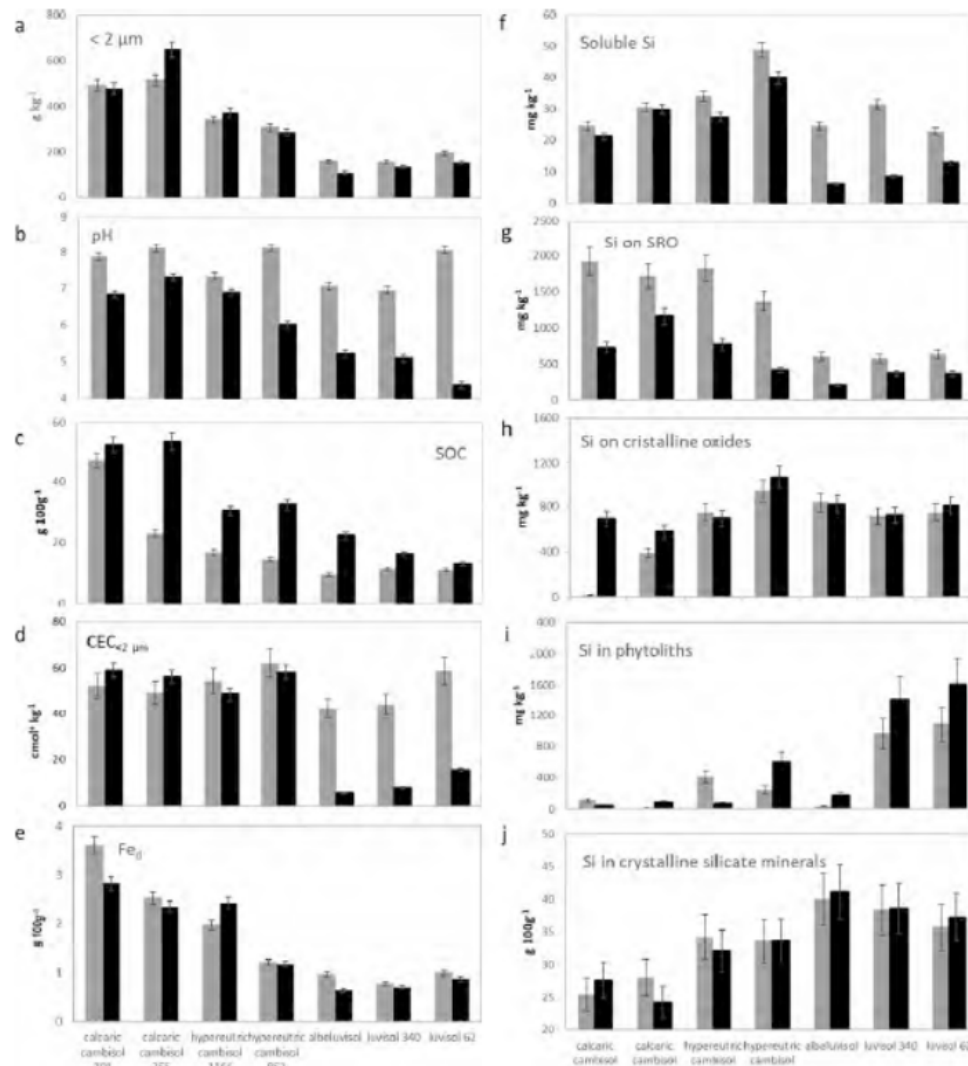 a
< 2 µm
g kg⁻¹
800
600
400
200
0
b
pH
9
8
7
6
5
4
c
SOC
g 100g⁻¹
60
40
20
0
d
CEC<2 µm
cmol⁺ kg⁻¹
80
60
40
20
0
e
Fed
g 100g⁻¹
4
3
2
1
0
calcaric cambisol
calcaric cambisol
hypereutric cambisol
hypereutric cambisol
albeluvisol
luvisol 340
luvisol 62
f
Soluble Si
mg kg⁻¹
60
50
40
30
20
10
0
g
Si on SRO
mg kg⁻¹
2500
2000
1500
1000
500
0
h
Si on cristalline oxides
mg kg⁻¹
1600
1200
800
400
0
i
Si in phytoliths
mg kg⁻¹
400
2000
1600
1200
800
400
0
j
Si in crystalline silicate minerals
g 100g⁻¹
50
45
40
35
30
25
20
calcaric cambisol
calcaric cambisol
hypereutric cambisol
hypereutric cambisol
albeluvisol
luvisol 340
luvisol 62